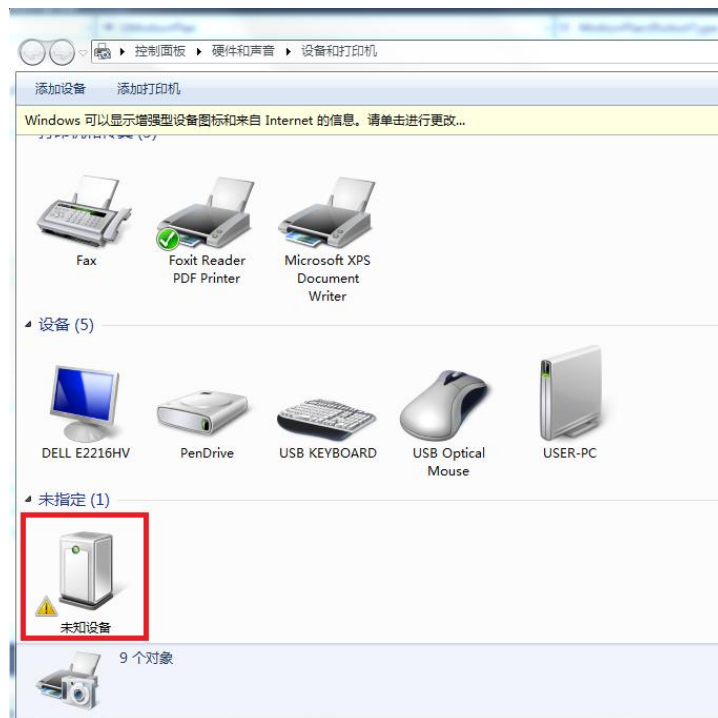 控制面板 ▸ 硬件和声音 ▸ 设备和打印机
添加设备 添加打印机
Windows 可以显示增强型设备图标和来自 Internet 的信息。请单击进行更改...
Fax
Foxit Reader
PDF Printer
Microsoft XPS
Document
Writer
设备 (5)
DELL E2216HV
PenDrive
USB KEYBOARD
USB Optical
Mouse
USER-PC
未指定 (1)
未知设备
9 个对象